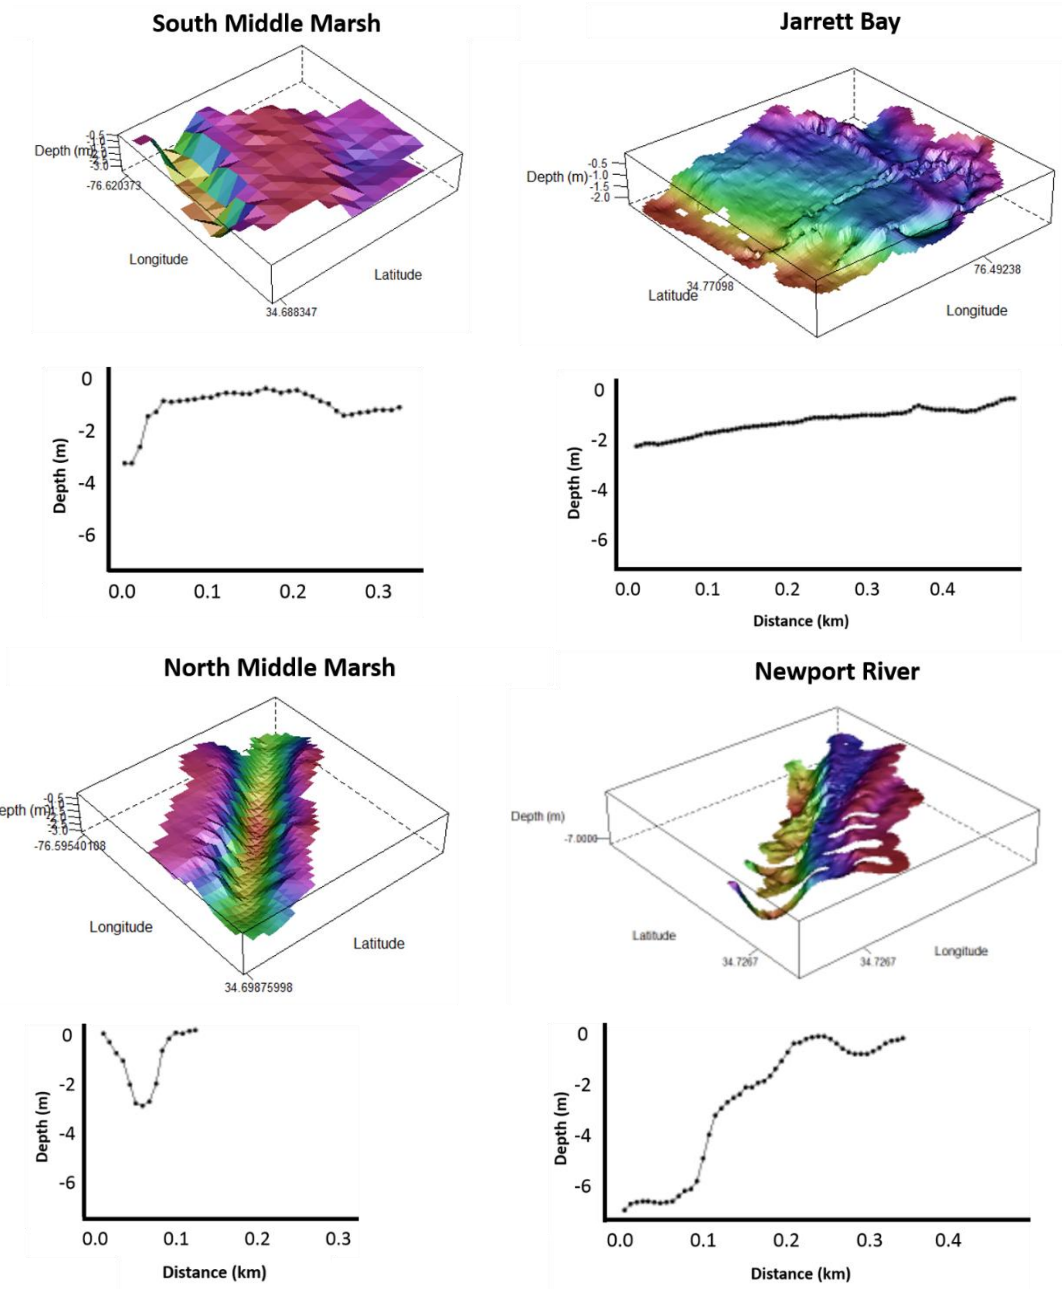 South Middle Marsh
Jarrett Bay
Depth (m)
-0.5
-3.0
-76.620373
Longitude
Latitude
34.688347
Depth (m)
-0.5
-1.0
-1.5
-2.0
Latitude
34.77098
76.49238
Longitude
0
-2
-4
-6
Depth (m)
0.0 0.1 0.2 0.3
0
-2
-4
-6
Depth (m)
0.0 0.1 0.2 0.3 0.4
Distance (km)
North Middle Marsh
Newport River
epth (m)
-0.5
-3.0
-76.59540108
Longitude
Latitude
34.69875998
Depth (m)
-7.0000
Latitude
34.7267
34.7267
Longitude
0
-2
-4
-6
Depth (m)
0.0 0.1 0.2 0.3
Distance (km)
0
-2
-4
-6
Depth (m)
0.0 0.1 0.2 0.3 0.4
Distance (km)